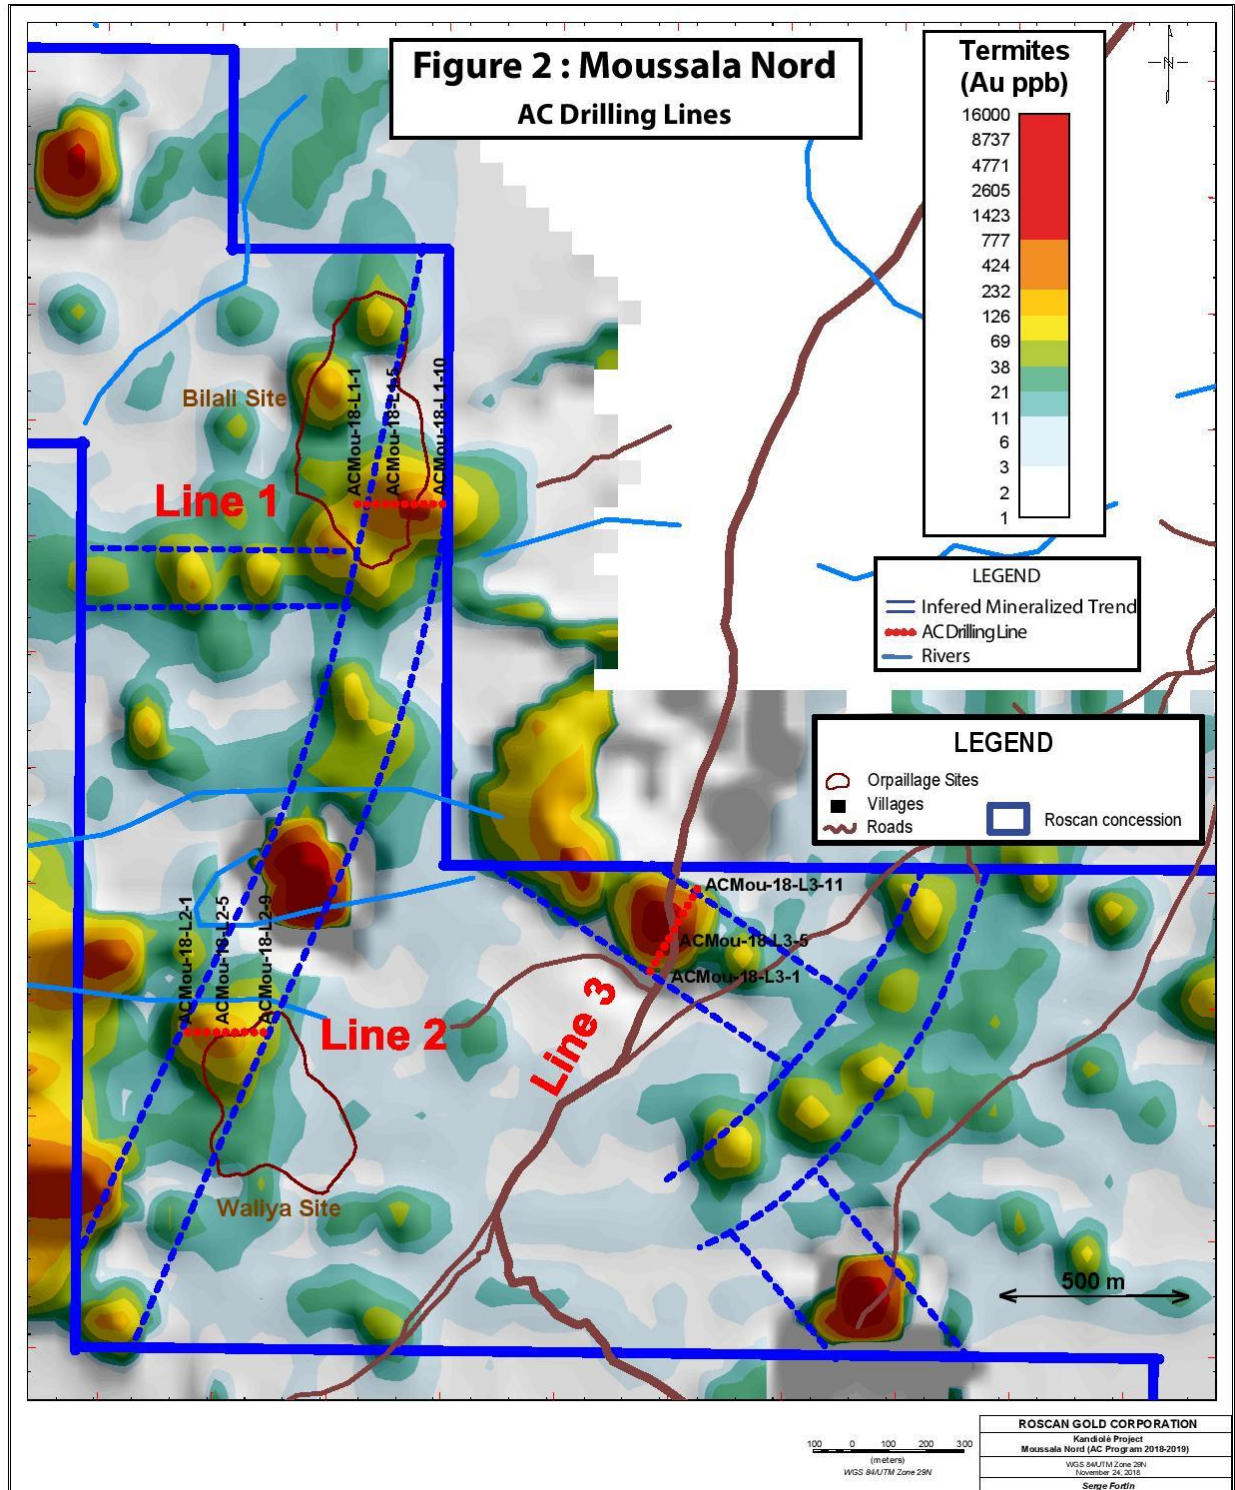 Figure 2 : Moussala Nord
AC Drilling Lines
Termites
(Au ppb)
16000
8737
4771
2605
1423
777
424
232
126
69
38
21
11
6
3
2
1
N
Bilali Site
ACMou-18-L1-1
ACMou-18-L1-5
ACMou-18-L1-10
Line 1
LEGEND
Infered Mineralized Trend
AC Drilling Line
Rivers
LEGEND
Orpaillage Sites
Villages
Roads
Roscan concession
ACMou-18-L2-1
ACMou-18-L2-5
ACMou-18-L2-9
Line 2
Waliya Site
ACMou-18-L3-11
ACMou-18-L3-5
ACMou-18-L3-1
Line 3
500 m
100 0 100 200 300
(meters)
WGS 84/UTM Zone 29N
ROSCAN GOLD CORPORATION
Kandiolé Project
Moussala Nord (AC Program 2018-2019)
WGS 84/UTM Zone 29N
November 24, 2018
Serge Fortin